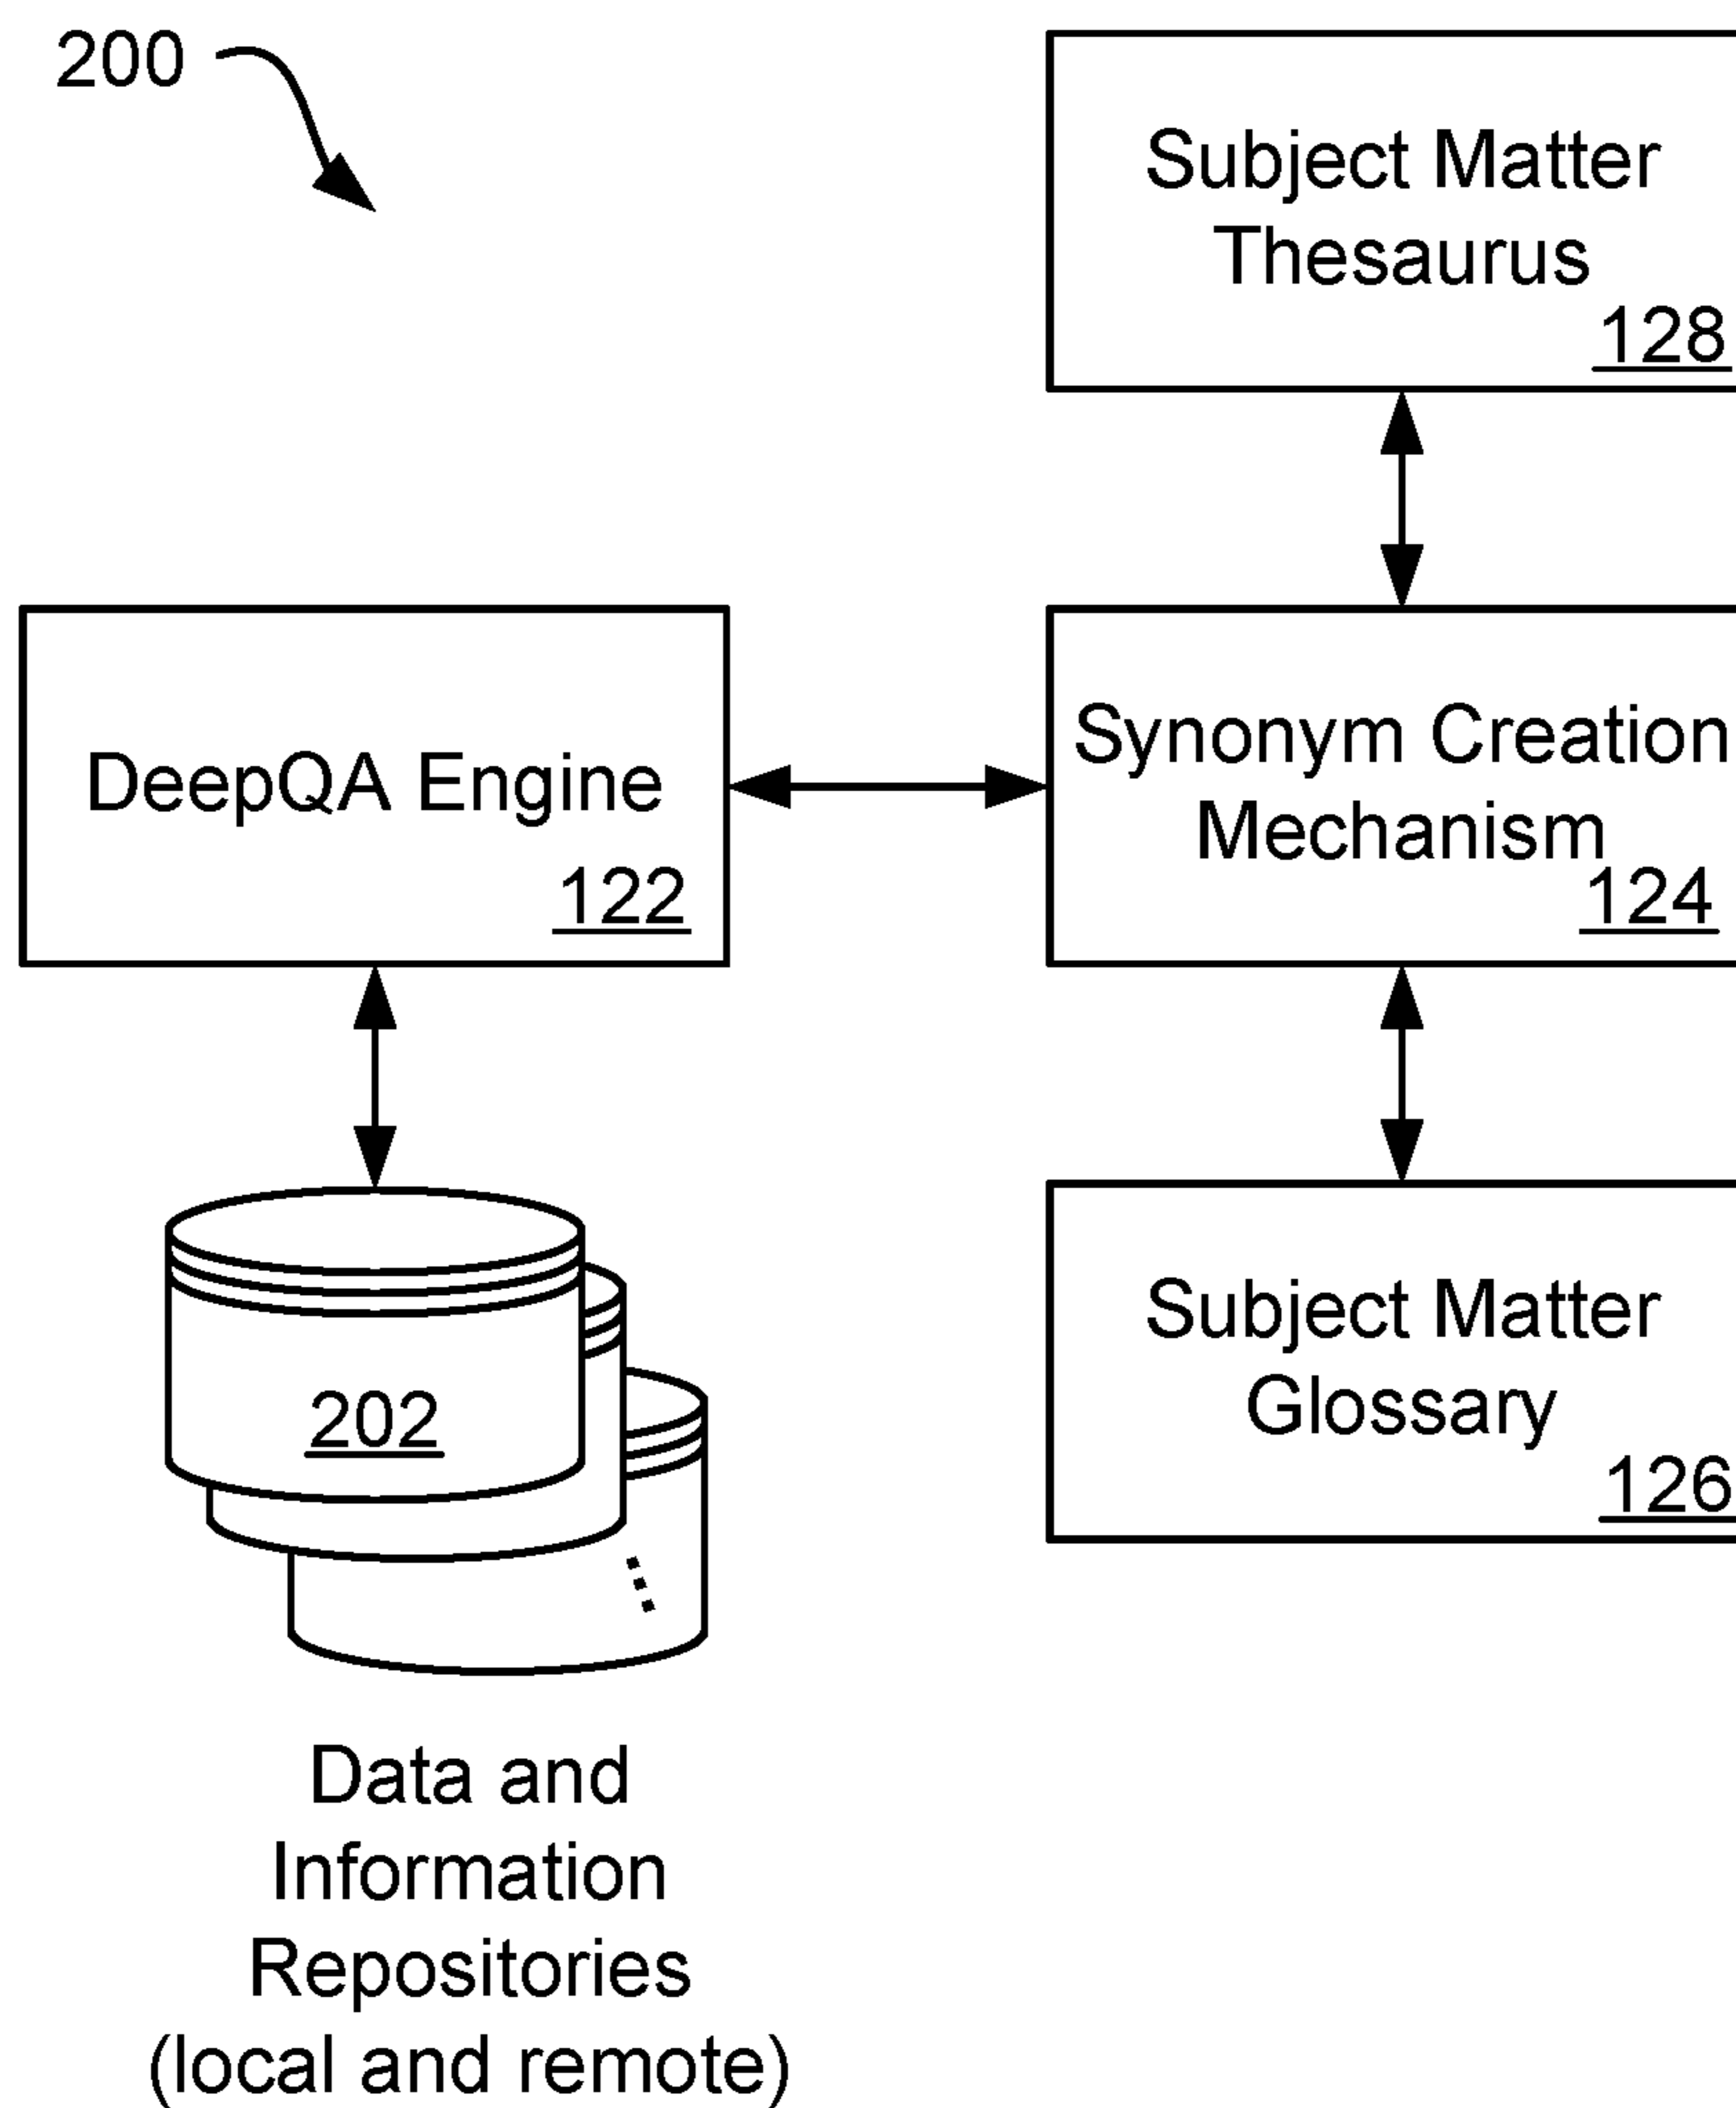 200
Subject Matter
Thesaurus
128
DeepQA Engine
122
Synonym Creation
Mechanism
124
202
Subject Matter
Glossary
126
Data and
Information
Repositories
(local and remote)